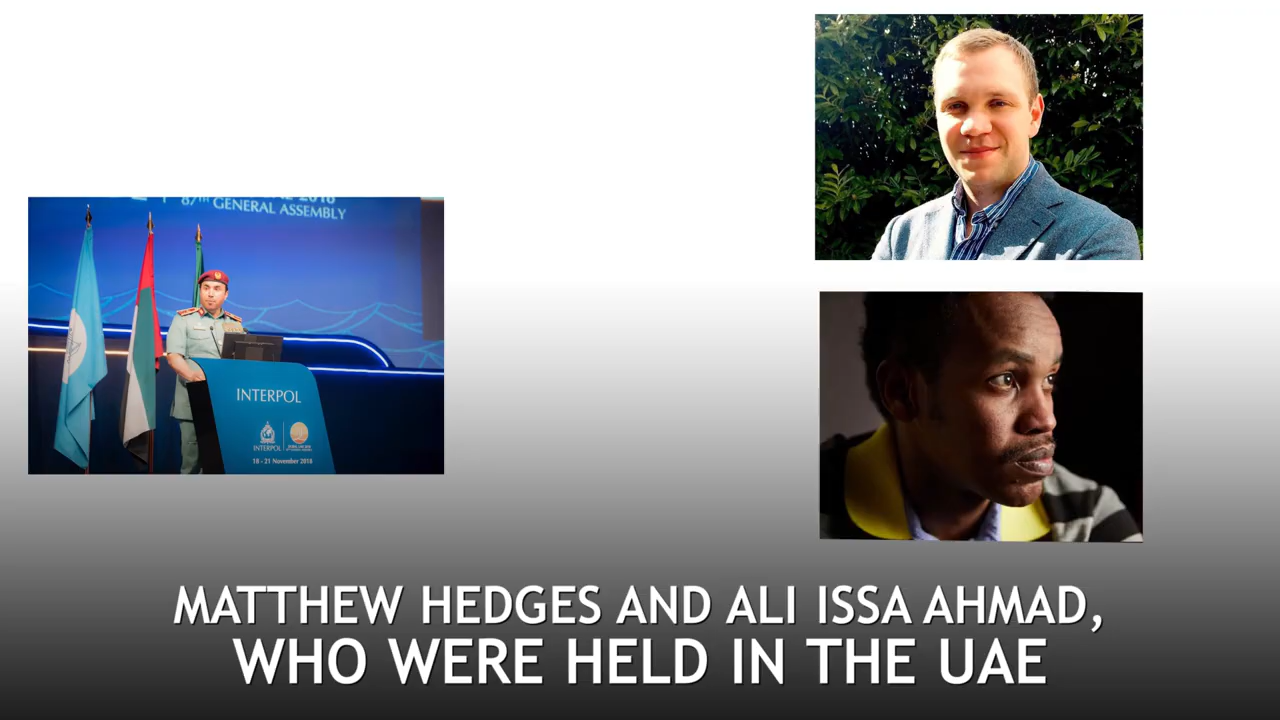 87TH GENERAL ASSEMBLY
INTERPOL
INTERPOL
18 - 21 November 2018
MATTHEW HEDGES AND ALI ISSA AHMAD,
WHO WERE HELD IN THE UAE